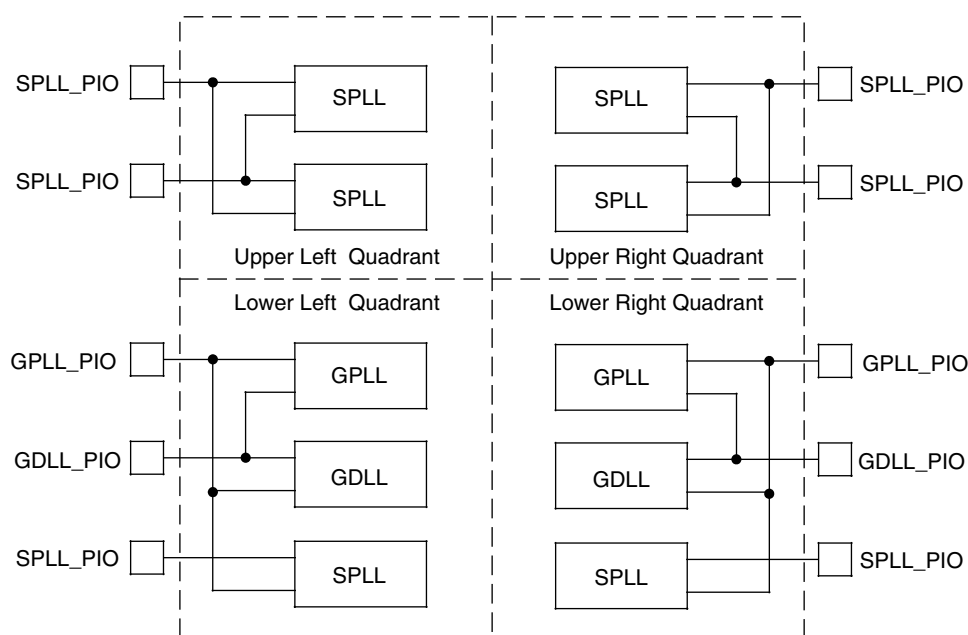 SPLL_PIO
SPLL
SPLL
SPLL_PIO
SPLL_PIO
SPLL
SPLL
SPLL_PIO
Upper Left Quadrant
Upper Right Quadrant
Lower Left Quadrant
Lower Right Quadrant
GPLL_PIO
GPLL
GPLL
GPLL_PIO
GDLL_PIO
GDLL
GDLL
GDLL_PIO
SPLL_PIO
SPLL
SPLL
SPLL_PIO